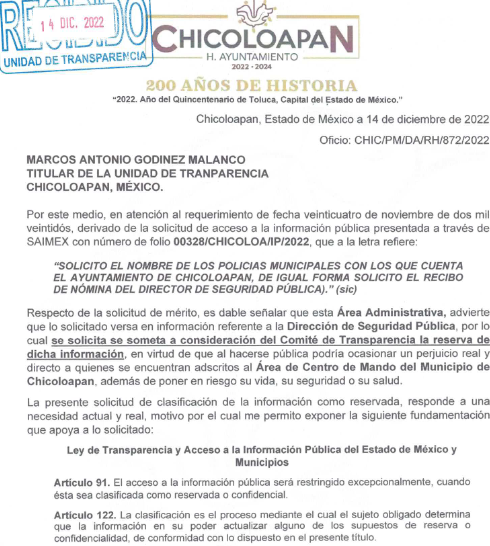 RECIBIDO
14 DIC. 2022
UNIDAD DE TRANSPARENCIA
CHICOLOAPAN
H. AYUNTAMIENTO
2022 - 2024
200 AÑOS DE HISTORIA
"2022. Año del Quincentenario de Toluca, Capital del Estado de México."
Chicoloapan, Estado de México a 14 de diciembre de 2022
Oficio: CHIC/PM/DA/RH/872/2022
MARCOS ANTONIO GODINEZ MALANCO
TITULAR DE LA UNIDAD DE TRANPARENCIA
CHICOLOAPAN, MÉXICO.
Por este medio, en atención al requerimiento de fecha veinticuatro de noviembre de dos mil
veintidós, derivado de la solicitud de acceso a la información pública presentada a través de
SAIMEX con número de folio 00328/CHICOLOA/IP/2022, que a la letra refiere:
"SOLICITO EL NOMBRE DE LOS POLICIAS MUNICIPALES CON LOS QUE CUENTA
EL AYUNTAMIENTO DE CHICOLOAPAN, DE IGUAL FORMA SOLICITO EL RECIBO
DE NÓMINA DEL DIRECTOR DE SEGURIDAD PÚBLICA)." (sic)
Respecto de la solicitud de mérito, es dable señalar que esta Área Administrativa, advierte
que lo solicitado versa en información referente a la Dirección de Seguridad Pública, por lo
cual se solicita se someta a consideración del Comité de Transparencia la reserva de
dicha información, en virtud de que al hacerse pública podría ocasionar un perjuicio real y
directo a quienes se encuentran adscritos al Área de Centro de Mando del Municipio de
Chicoloapan, además de poner en riesgo su vida, su seguridad o su salud.
La presente solicitud de clasificación de la información como reservada, responde a una
necesidad actual y real, motivo por el cual me permito exponer la siguiente fundamentación
que apoya a lo solicitado:
Ley de Transparencia y Acceso a la Información Pública del Estado de México y
Municipios
Artículo 91. El acceso a la información pública será restringido excepcionalmente, cuando
ésta sea clasificada como reservada o confidencial.
Artículo 122. La clasificación es el proceso mediante el cual el sujeto obligado determina
que la información en su poder actualizar alguno de los supuestos de reserva o
confidencialidad, de conformidad con lo dispuesto en el presente título.